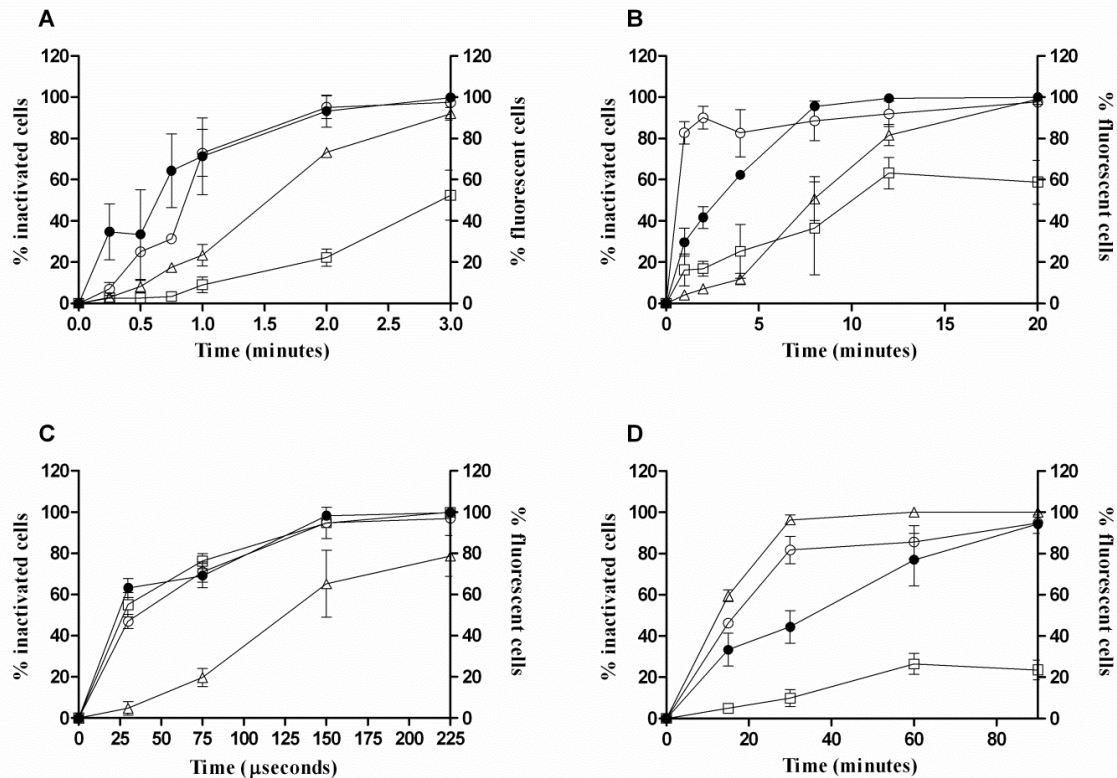 A
120
100
80
60
40
20
0
% inactivated cells
0.0 0.5 1.0 1.5 2.0 2.5 3.0
Time (minutes)
120
100
80
60
40
20
0
% fluorescent cells
B
120
100
80
60
40
20
0
% inactivated cells
0 5 10 15 20
Time (minutes)
120
100
80
60
40
20
0
% fluorescent cells
C
120
100
80
60
40
20
0
% inactivated cells
0 25 50 75 100 125 150 175 200 225
Time (μseconds)
120
100
80
60
40
20
0
% fluorescent cells
D
120
100
80
60
40
20
0
% inactivated cells
0 20 40 60 80
Time (minutes)
120
100
80
60
40
20
0
% fluorescent cells